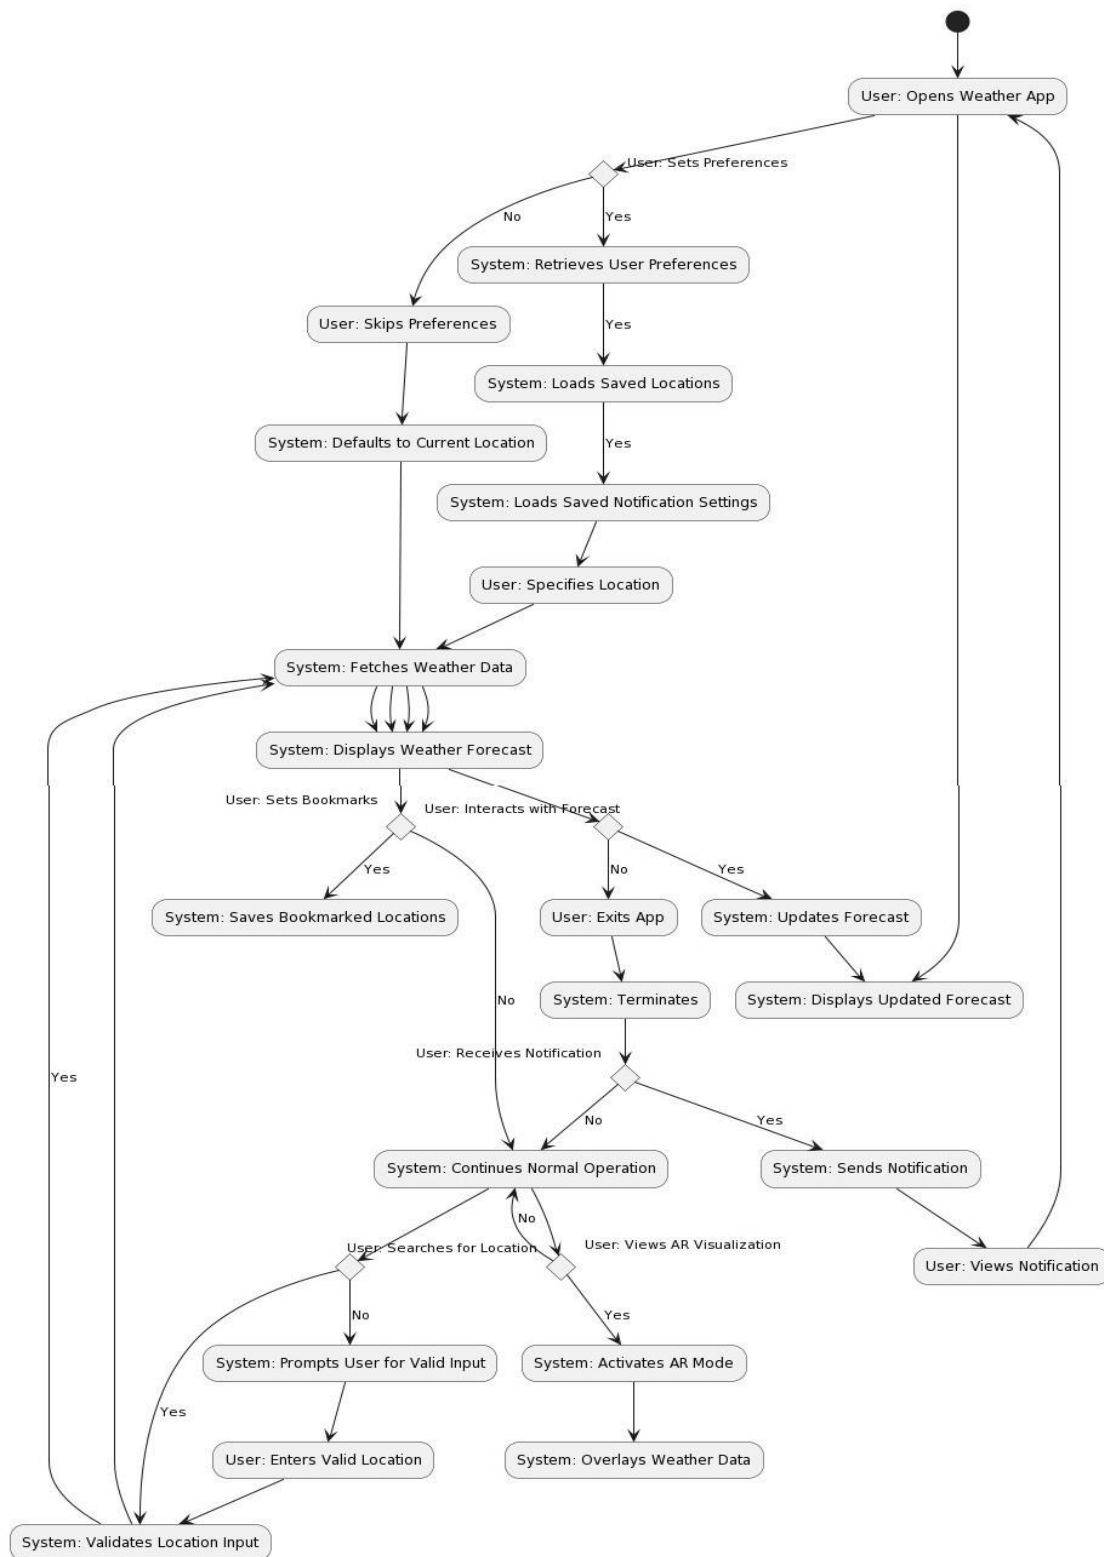 User: Opens Weather App
User: Sets Preferences
No
Yes
System: Retrieves User Preferences
User: Skips Preferences
Yes
System: Loads Saved Locations
System: Defaults to Current Location
Yes
System: Loads Saved Notification Settings
User: Specifies Location
System: Fetches Weather Data
System: Displays Weather Forecast
User: Sets Bookmarks
User: Interacts with Forecast
Yes
No
Yes
System: Saves Bookmarked Locations
User: Exits App
System: Updates Forecast
No
System: Terminates
System: Displays Updated Forecast
User: Receives Notification
Yes
No
Yes
System: Continues Normal Operation
System: Sends Notification
No
User: Searches for Location
User: Views AR Visualization
User: Views Notification
No
Yes
System: Prompts User for Valid Input
System: Activates AR Mode
Yes
User: Enters Valid Location
System: Overlays Weather Data
System: Validates Location Input